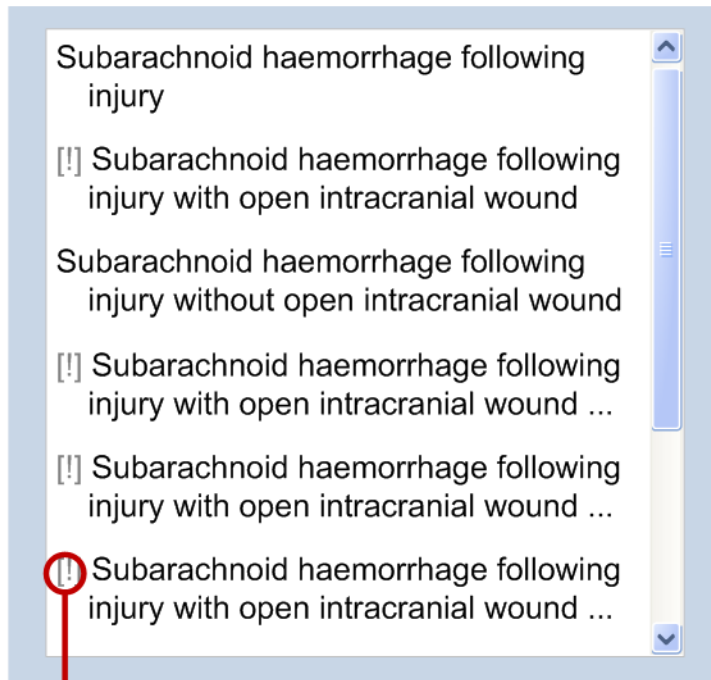 Subarachnoid haemorrhage following
injury
[!] Subarachnoid haemorrhage following
injury with open intracranial wound
Subarachnoid haemorrhage following
injury without open intracranial wound
[!] Subarachnoid haemorrhage following
injury with open intracranial wound ...
[!] Subarachnoid haemorrhage following
injury with open intracranial wound ...
[!] Subarachnoid haemorrhage following
injury with open intracranial wound ...